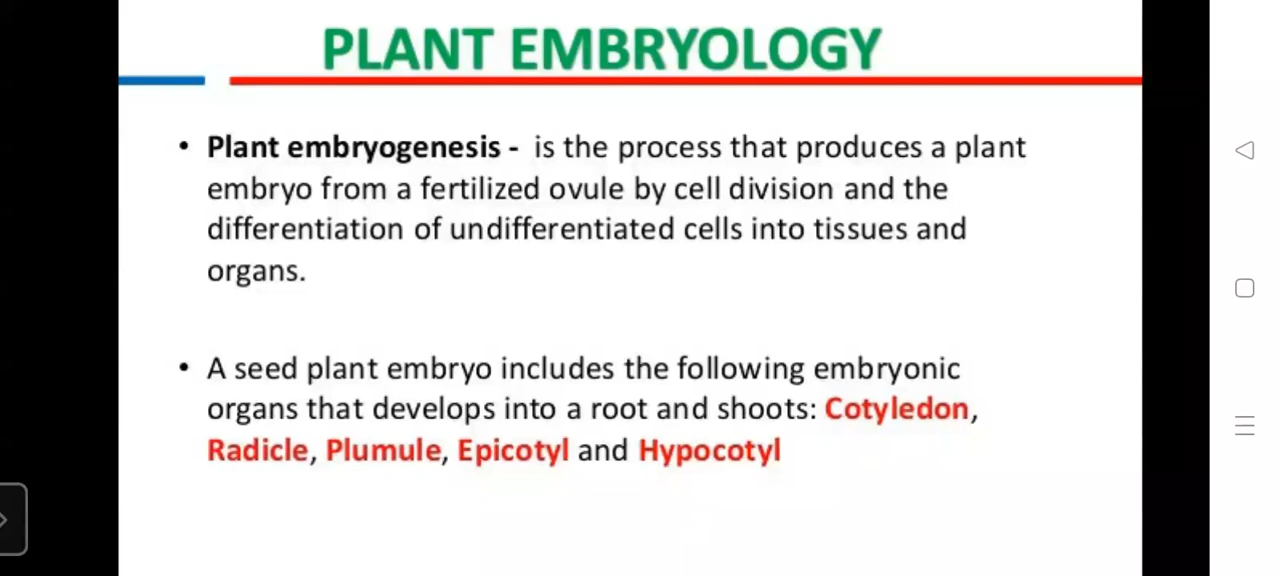 PLANT EMBRYOLOGY
• Plant embryogenesis - is the process that produces a plant
embryo from a fertilized ovule by cell division and the
differentiation of undifferentiated cells into tissues and
organs.
• A seed plant embryo includes the following embryonic
organs that develops into a root and shoots: Cotyledon,
Radicle, Plumule, Epicotyl and Hypocotyl